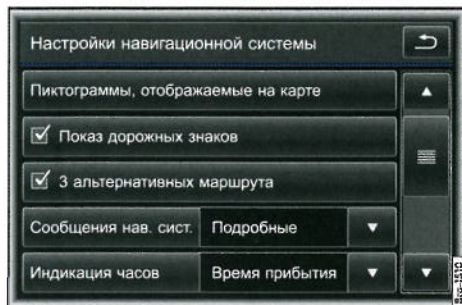 Настройки навигационной системы
Пиктограммы, отображаемые на карте
Показ дорожных знаков
3 альтернативных маршрута
Сообщения нав. сист. Подробные
Индикация часов Время прибытия